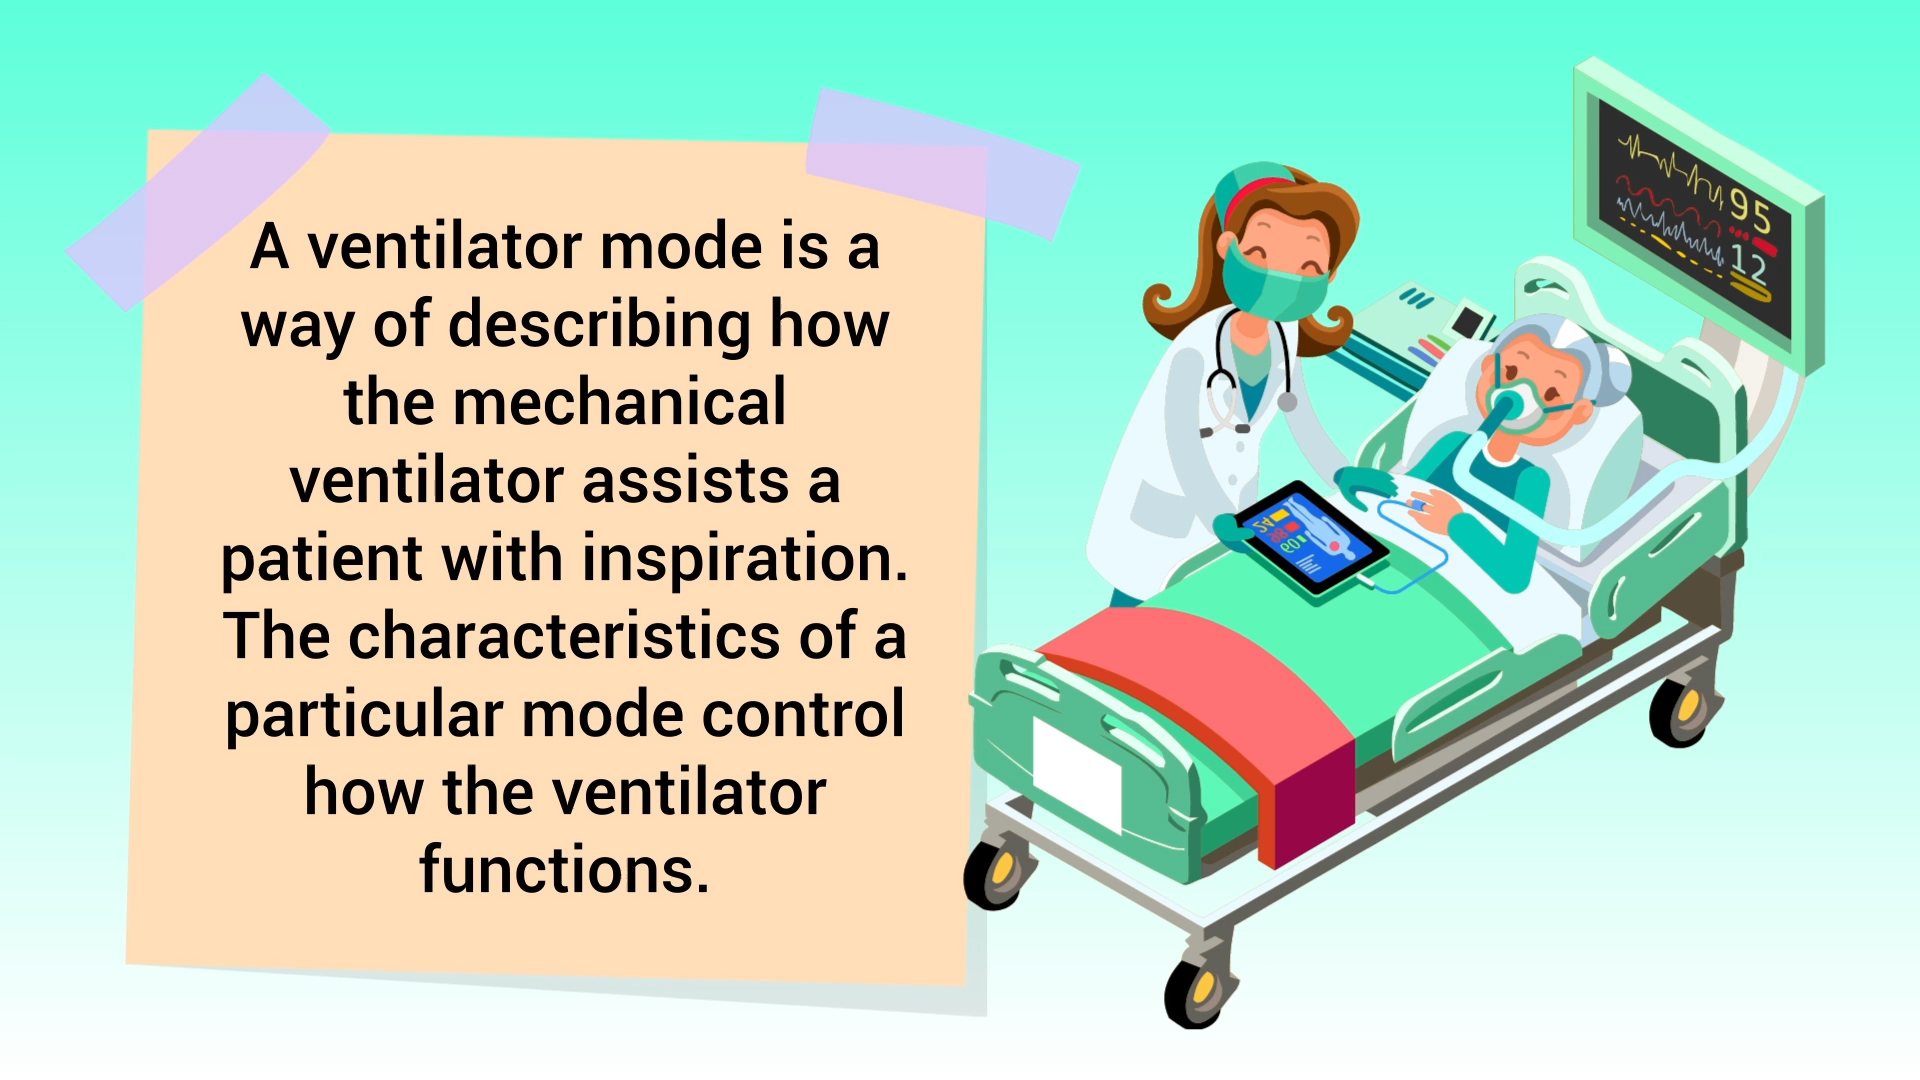 A ventilator mode is a
way of describing how
the mechanical
ventilator assists a
patient with inspiration.
The characteristics of a
particular mode control
how the ventilator
functions.
95
12